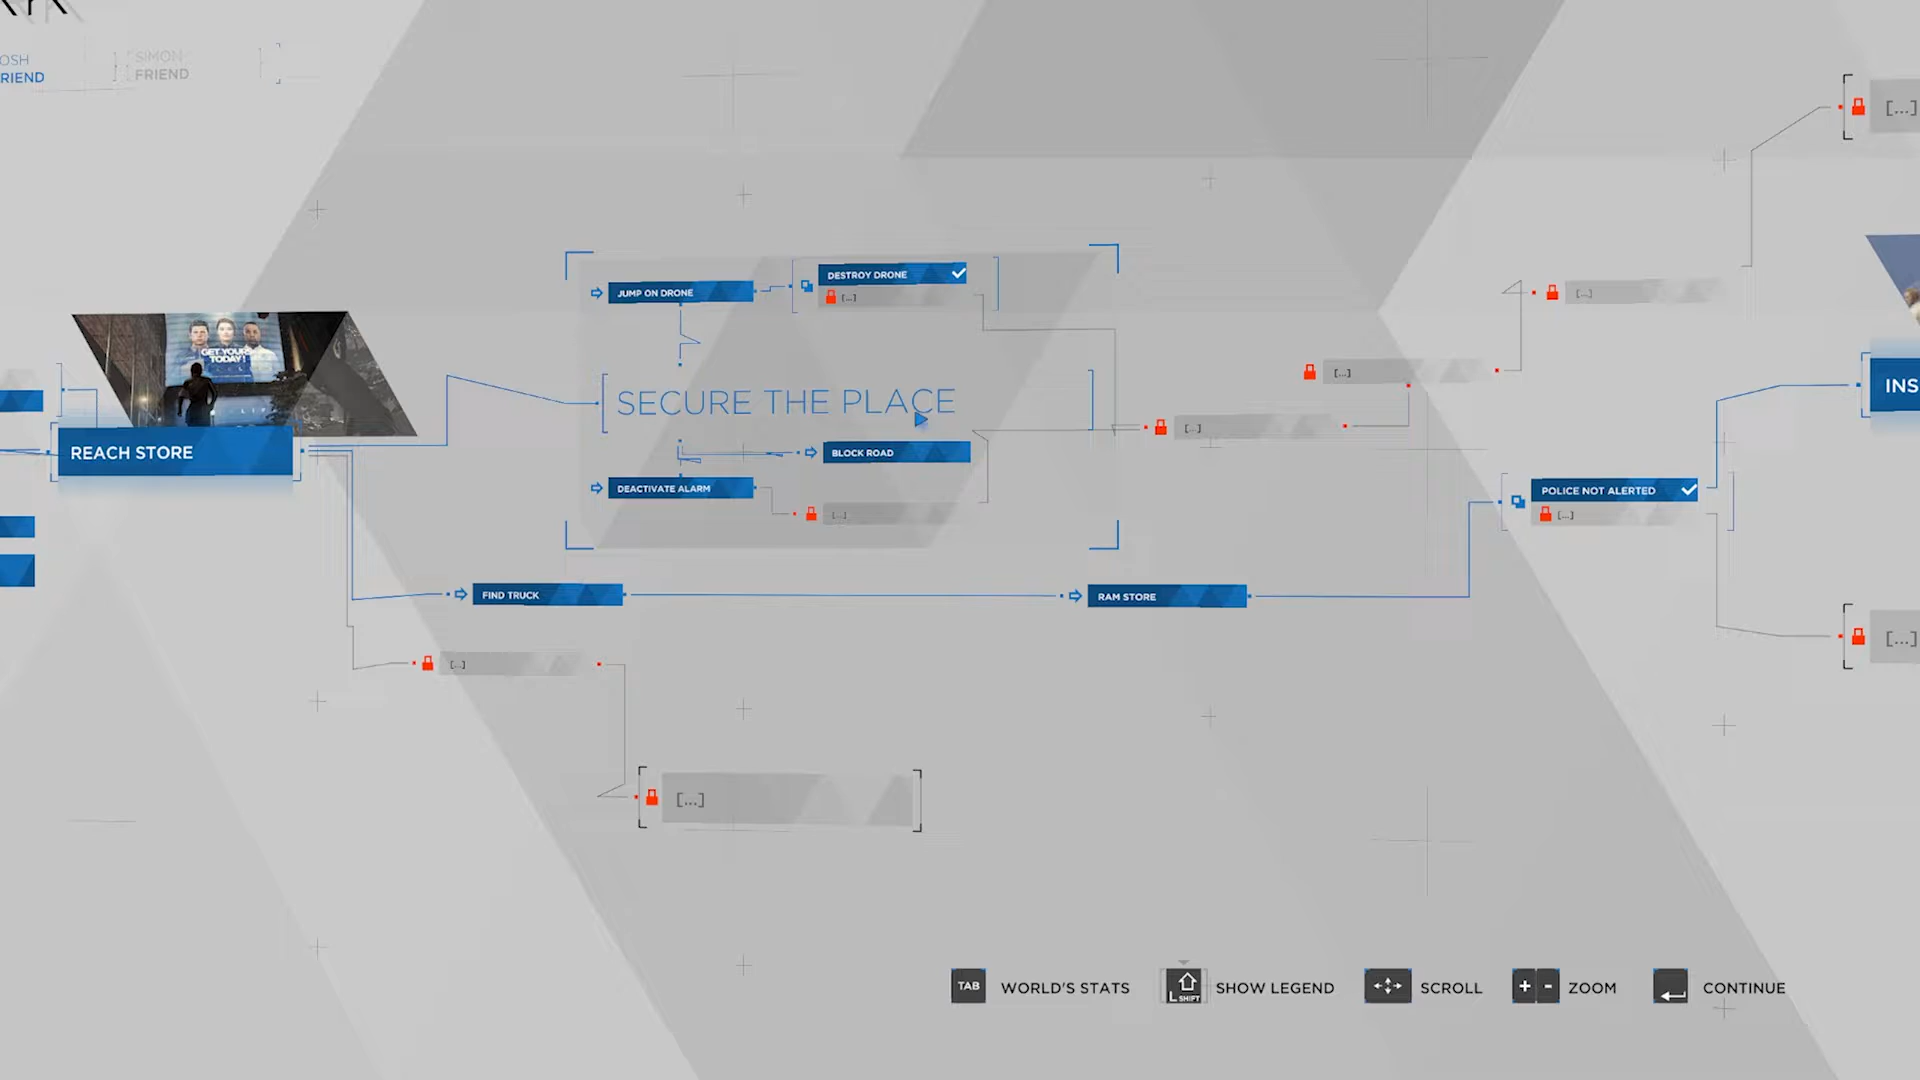 OSH
RIEND
SIMON
FRIEND
[...]
DESTROY DRONE
[...]
JUMP ON DRONE
[...]
GET YOURS
TODAY!
[...]
INS
SECURE THE PLACE
[...]
REACH STORE
BLOCK ROAD
DEACTIVATE ALARM
[...]
POLICE NOT ALERTED
[...]
FIND TRUCK
RAM STORE
[...]
[...]
[...]
TAB
WORLD'S STATS
L SHIFT
SHOW LEGEND
SCROLL
+ -
ZOOM
CONTINUE